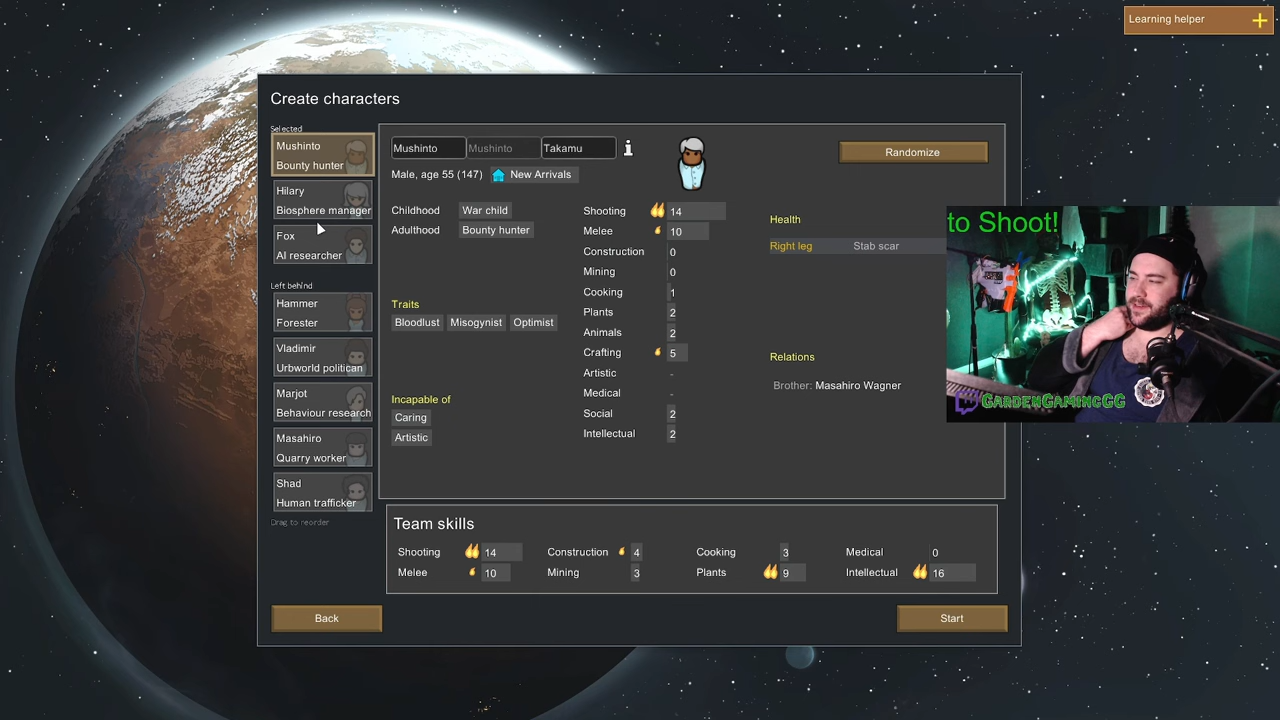 Learning helper
Create characters
Selected
Mushinto
Bounty hunter
Hilary
Biosphere manager
Fox
AI researcher
Left behind
Hammer
Forester
Vladimir
Urbworld politican
Marjot
Behaviour research
Masahiro
Quarry worker
Shad
Human trafficker
Drag to reorder
Mushinto Mushinto Takamu
Randomize
Male, age 55 (147) New Arrivals
Childhood War child
Adulthood Bounty hunter
Traits
Bloodlust Misogynist Optimist
Incapable of
Caring
Artistic
Shooting 14
Melee 10
Construction 0
Mining 0
Cooking 1
Plants 2
Animals 2
Crafting 5
Artistic -
Medical -
Social 2
Intellectual 2
Health
Right leg Stab scar
Relations
Brother: Masahiro Wagner
to Shoot!
GARDENGAMINGGG
Team skills
Shooting 14 Construction 4 Cooking 3 Medical 0
Melee 10 Mining 3 Plants 9 Intellectual 16
Back
Start